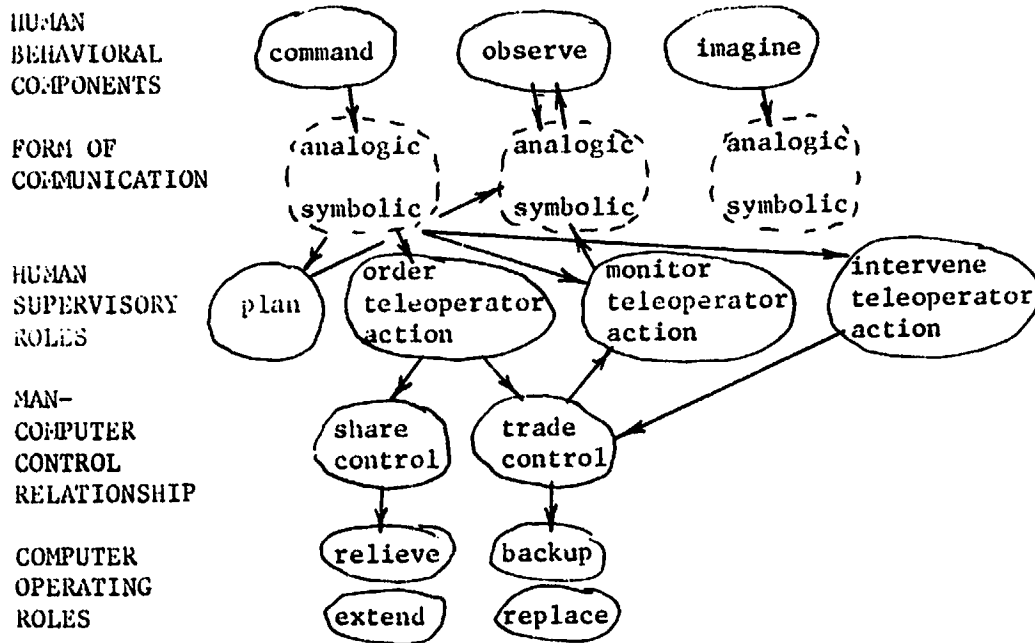 HUMAN
BEHAVIORAL
COMPONENTS
command
observe
imagine
FORM OF
COMMUNICATION
analogic
symbolic
analogic
symbolic
analogic
symbolic
HUMAN
SUPERVISORY
ROLES
plan
order
teleoperator
action
monitor
teleoperator
action
intervene
teleoperator
action
MAN-
COMPUTER
CONTROL
RELATIONSHIP
share
control
trade
control
COMPUTER
OPERATING
ROLES
relieve
backup
extend
replace